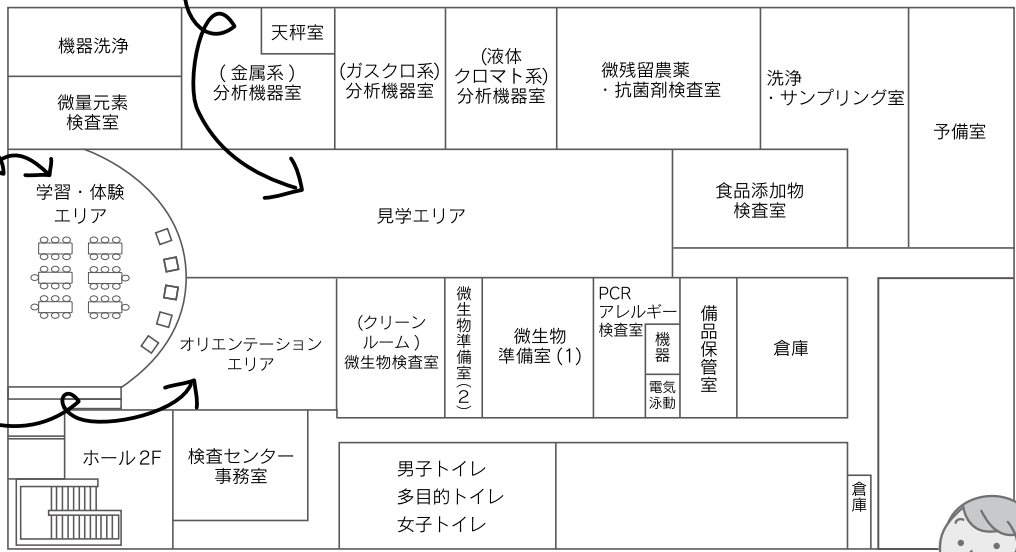 機器洗浄
天秤室
(金属系)
分析機器室
(ガスクロ系)
分析機器室
(液体
クロマト系)
分析機器室
微残留農薬
・抗菌剤検査室
洗浄
・サンプリング室
予備室
微量元素
検査室
学習・体験
エリア
見学エリア
食品添加物
検査室
オリエンテーション
エリア
(クリーン
ルーム)
微生物検査室
微生物準備室(2)
微生物
準備室(1)
PCR
アレルギー
検査室
機器
電気
泳動
備品保管室
倉庫
ホール2F
検査センター
事務室
男子トイレ
多目的トイレ
女子トイレ
倉庫